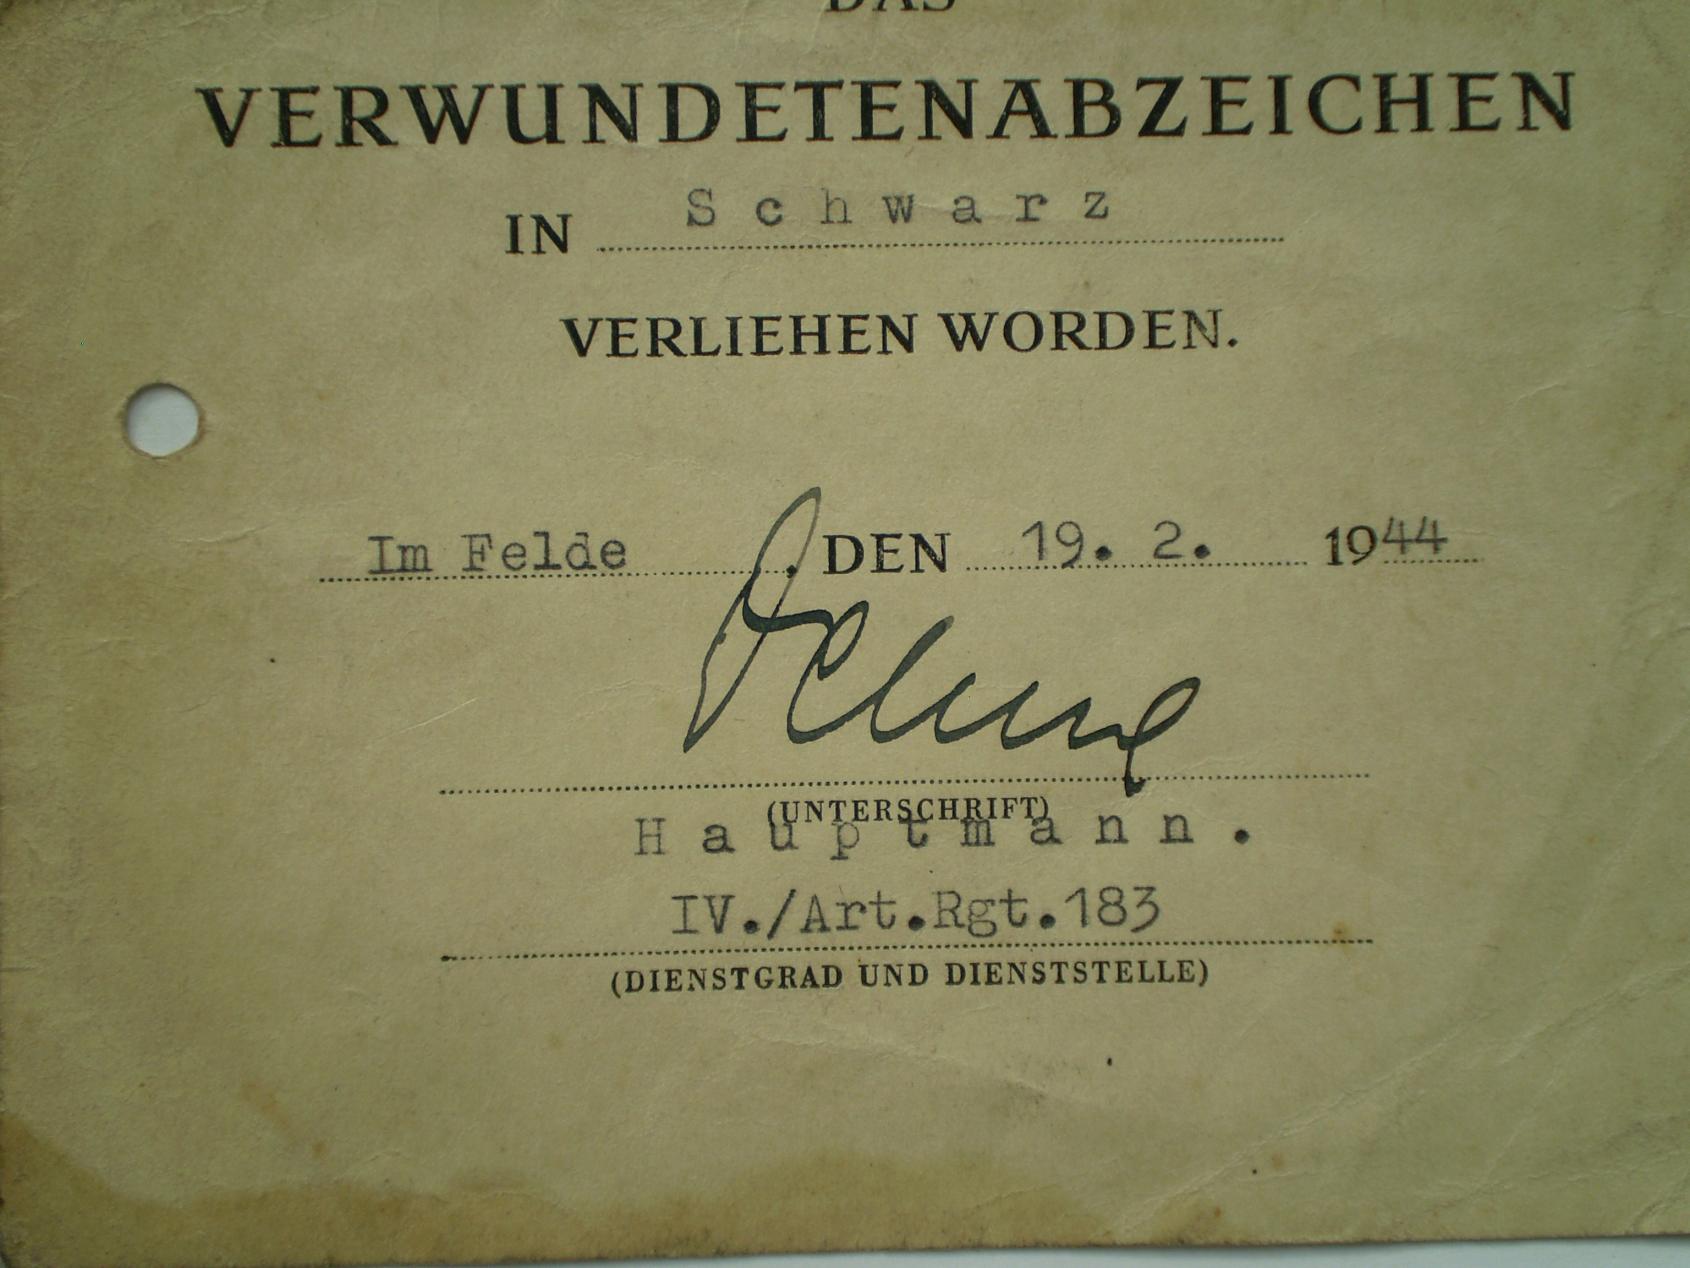 DAS
VERWUNDETENABZEICHEN
IN Schwarz
VERLIEHEN WORDEN.
Im Felde, DEN 19. 2. 1944
(UNTERSCHRIFT)
Hauptmann.
IV./Art.Rgt.183
(DIENSTGRAD UND DIENSTSTELLE)